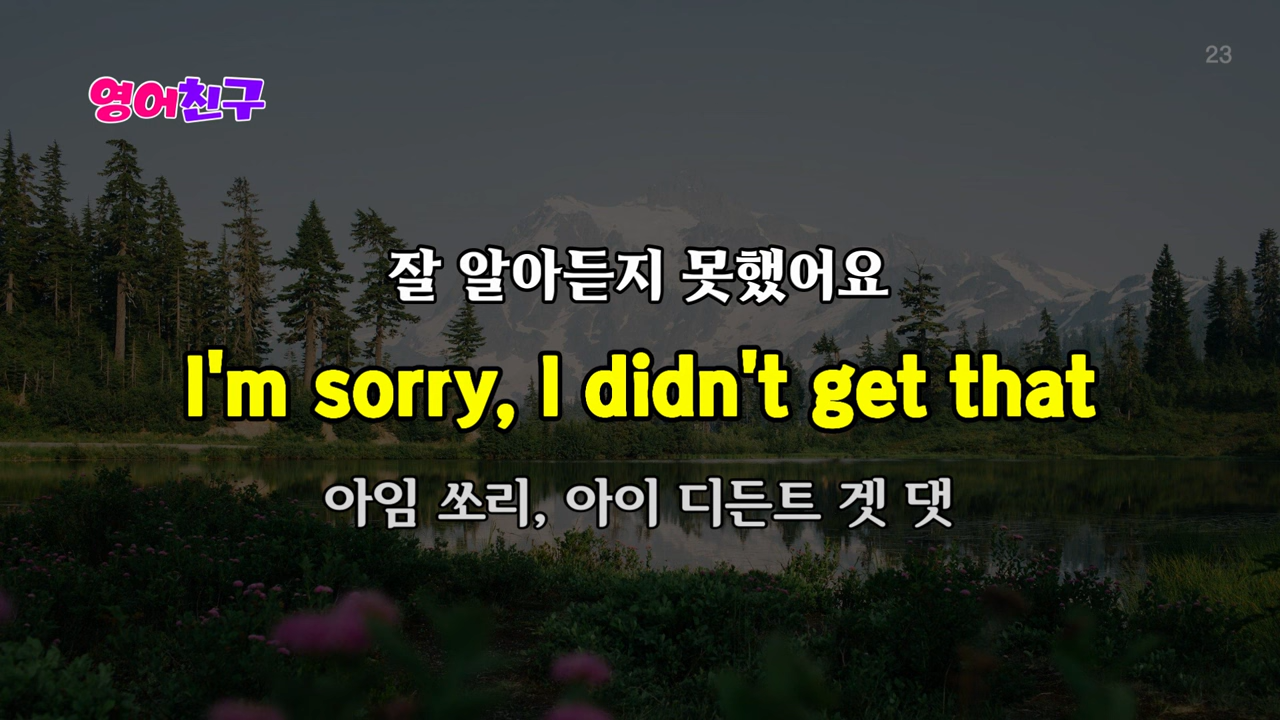 23
영어친구
잘 알아듣지 못했어요
I'm sorry, I didn't get that
아임 쏘리, 아이 디든트 겟 댓